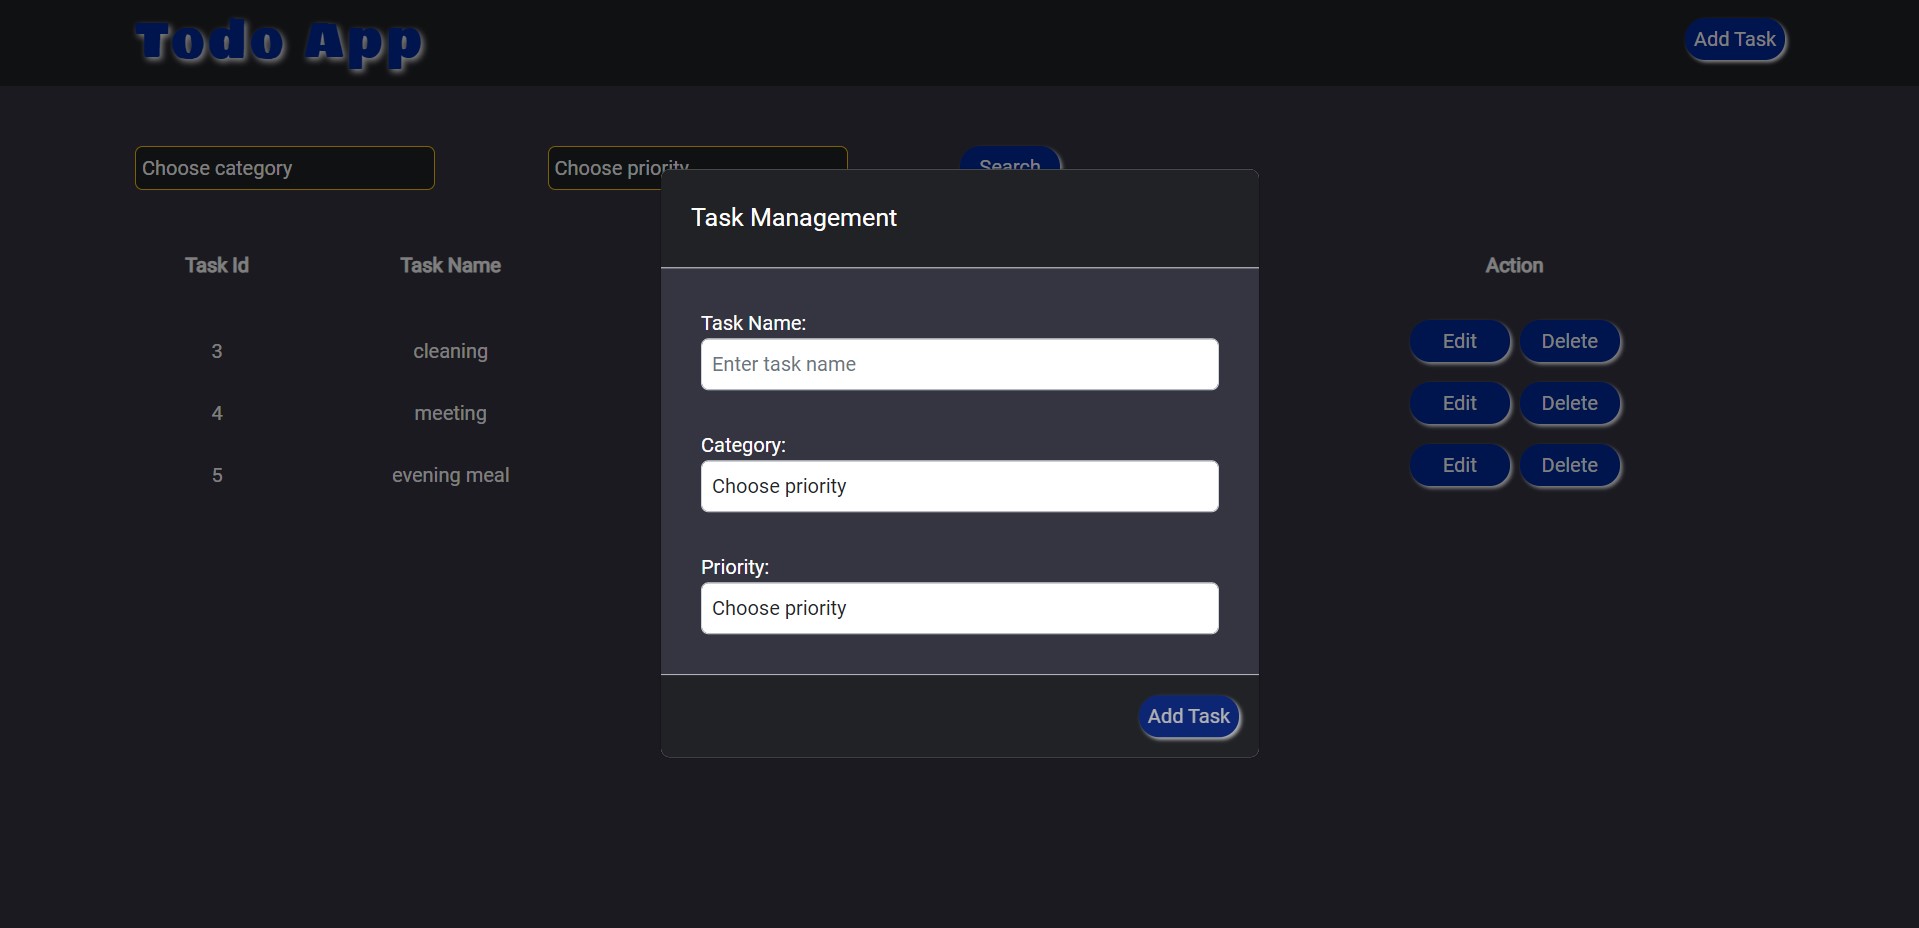 Todo App
Add Task
Choose category
Choose priority
Search
Task Id Task Name Action
3 cleaning Edit Delete
4 meeting Edit Delete
5 evening meal Edit Delete
Task Management
Task Name:
Enter task name
Category:
Choose priority
Priority:
Choose priority
Add Task